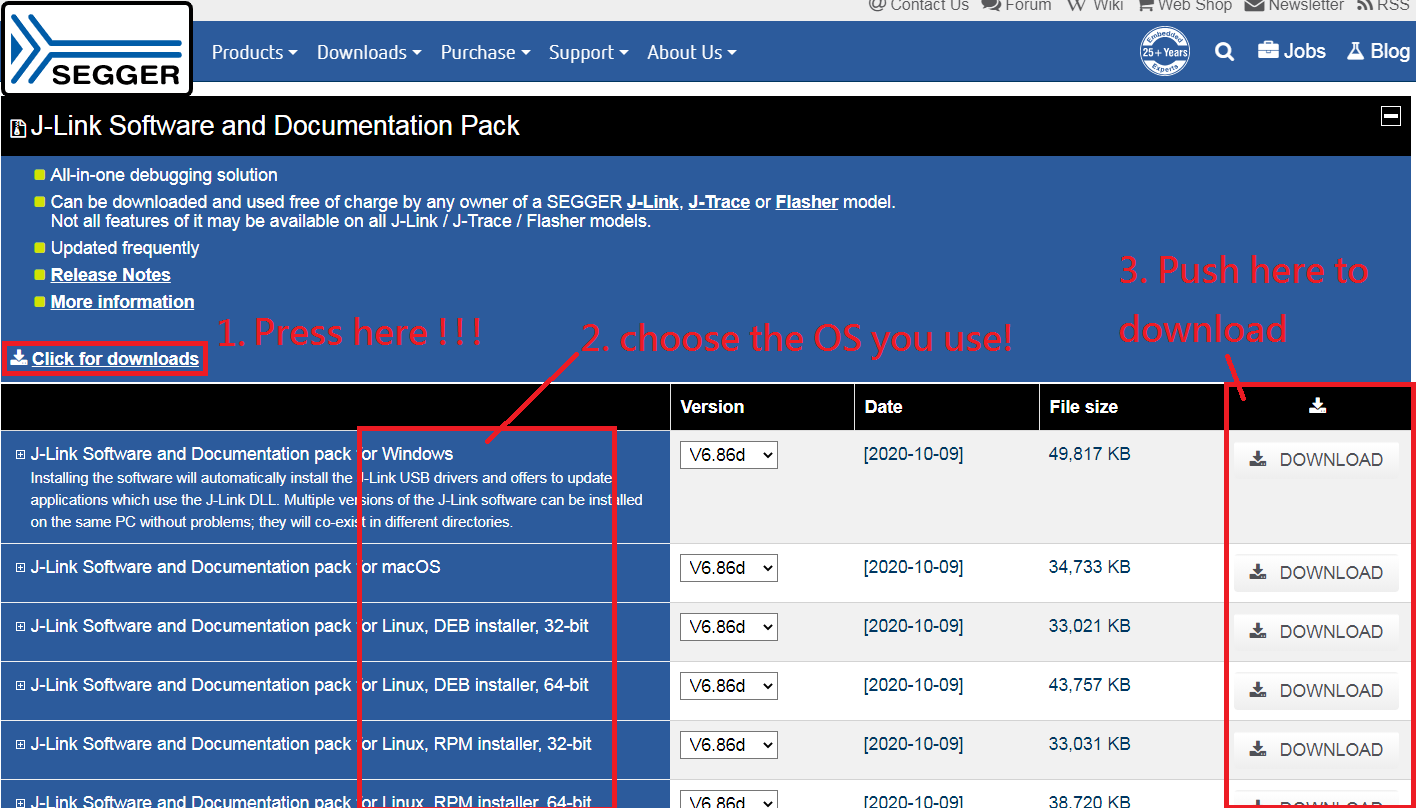 @ Contact Us Forum W Wiki Web Shop Newsletter RSS
SEGGER
Products Downloads Purchase Support About Us
Embedded
25+ Years
Experts
Jobs Blog
J-Link Software and Documentation Pack
All-in-one debugging solution
Can be downloaded and used free of charge by any owner of a SEGGER J-Link, J-Trace or Flasher model.
Not all features of it may be available on all J-Link / J-Trace / Flasher models.
Updated frequently
Release Notes
More information
3. Push here to
download
1. Press here ! ! !
2. choose the OS you use!
Click for downloads
Version Date File size
J-Link Software and Documentation pack for Windows V6.86d [2020-10-09] 49,817 KB DOWNLOAD
Installing the software will automatically install the J-Link USB drivers and offers to update
applications which use the J-Link DLL. Multiple versions of the J-Link software can be installed
on the same PC without problems; they will co-exist in different directories.
J-Link Software and Documentation pack for macOS V6.86d [2020-10-09] 34,733 KB DOWNLOAD
J-Link Software and Documentation pack for Linux, DEB installer, 32-bit V6.86d [2020-10-09] 33,021 KB DOWNLOAD
J-Link Software and Documentation pack for Linux, DEB installer, 64-bit V6.86d [2020-10-09] 43,757 KB DOWNLOAD
J-Link Software and Documentation pack for Linux, RPM installer, 32-bit V6.86d [2020-10-09] 33,031 KB DOWNLOAD
J-Link Software and Documentation pack for Linux, RPM installer, 64-bit V6.86d [2020-10-09] 38,720 KB DOWNLOAD